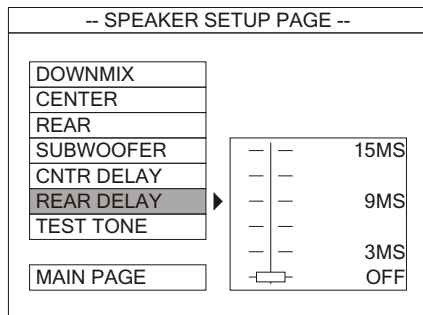 -- SPEAKER SETUP PAGE --
DOWNMIX
CENTER
REAR
SUBWOOFER
CNTR DELAY
REAR DELAY
TEST TONE
MAIN PAGE
15MS
9MS
3MS
OFF